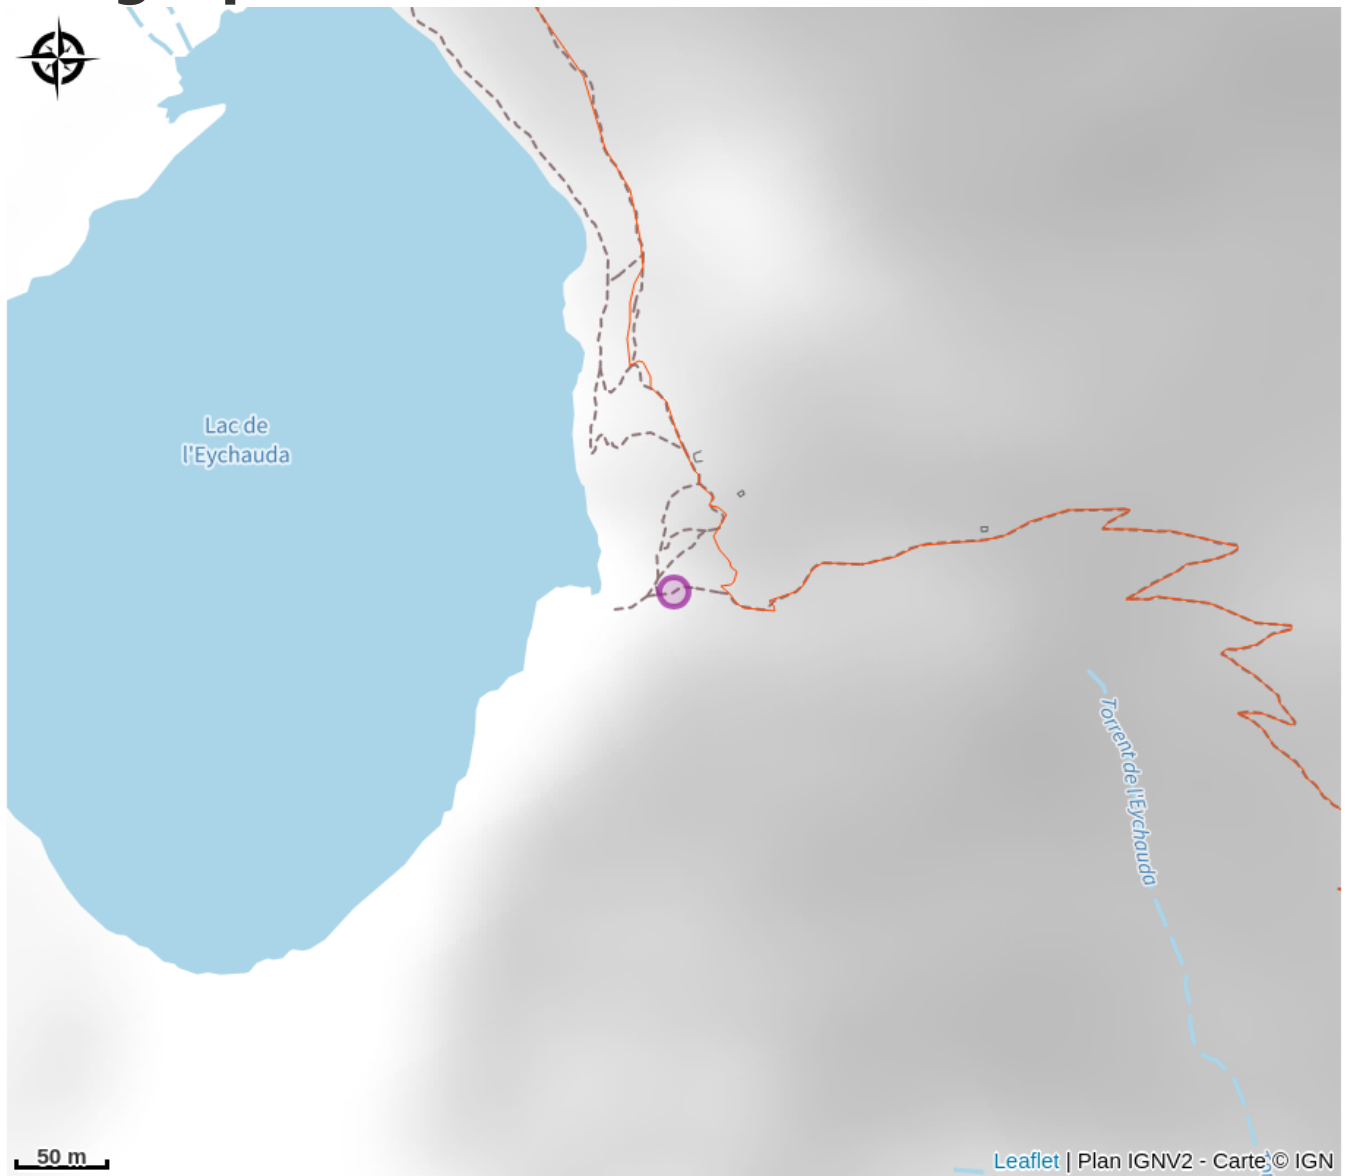 Lac de
l'Eychauda
Torrent de l'Eychauda
50 m
Leaflet | Plan IGNV2 - Carte © IGN